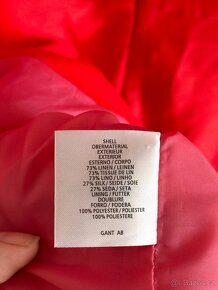 SHELL
OBERMATERIAL
EXTERIEUR
EXTERIOR
ESTERNO / CORPO
73% LINEN / LEINEN
73% TISSUE DE LIN
73% LINO / LINHO
27% SILK / SEIDE / SOIE
27% SEDA / SETA
LINING / FUTTER
DOUBLURE
FORRO / FODERA
100% POLYESTER / POLYESTER
100% POLIESTERE
GANT AB